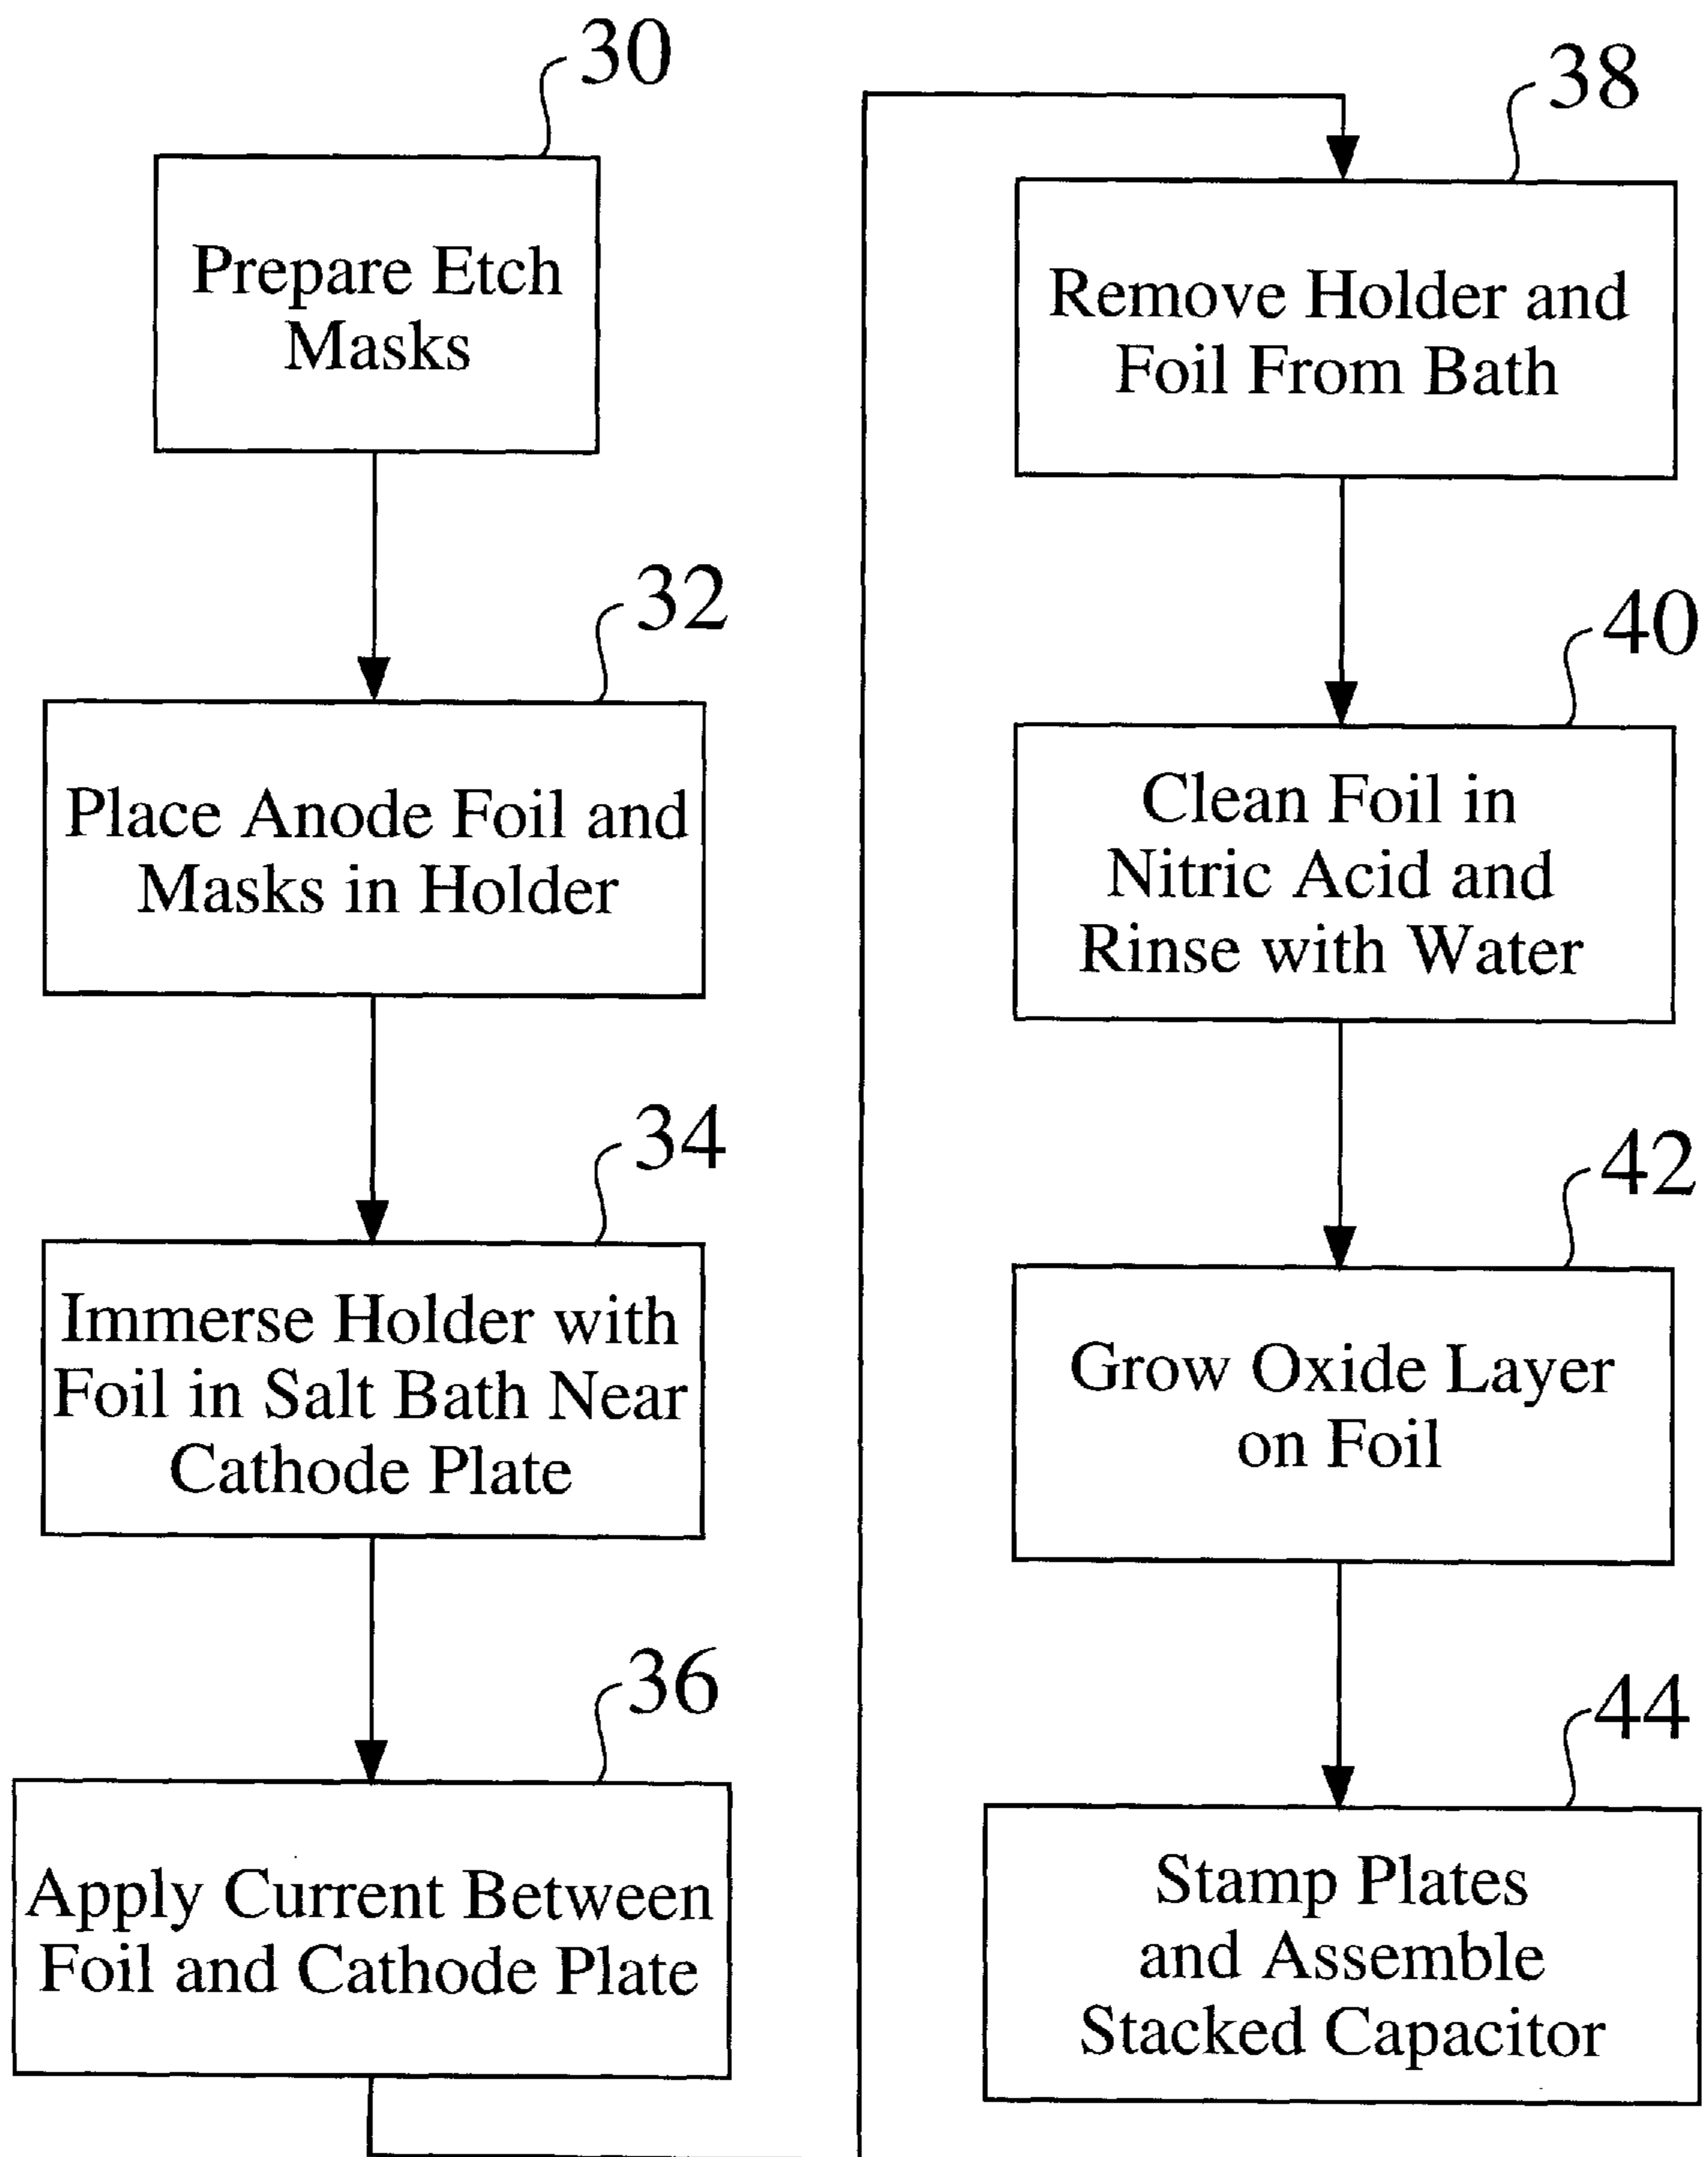 30
Prepare Etch
Masks
32
Place Anode Foil and
Masks in Holder
34
Immerse Holder with
Foil in Salt Bath Near
Cathode Plate
36
Apply Current Between
Foil and Cathode Plate
38
Remove Holder and
Foil From Bath
40
Clean Foil in
Nitric Acid and
Rinse with Water
42
Grow Oxide Layer
on Foil
44
Stamp Plates
and Assemble
Stacked Capacitor